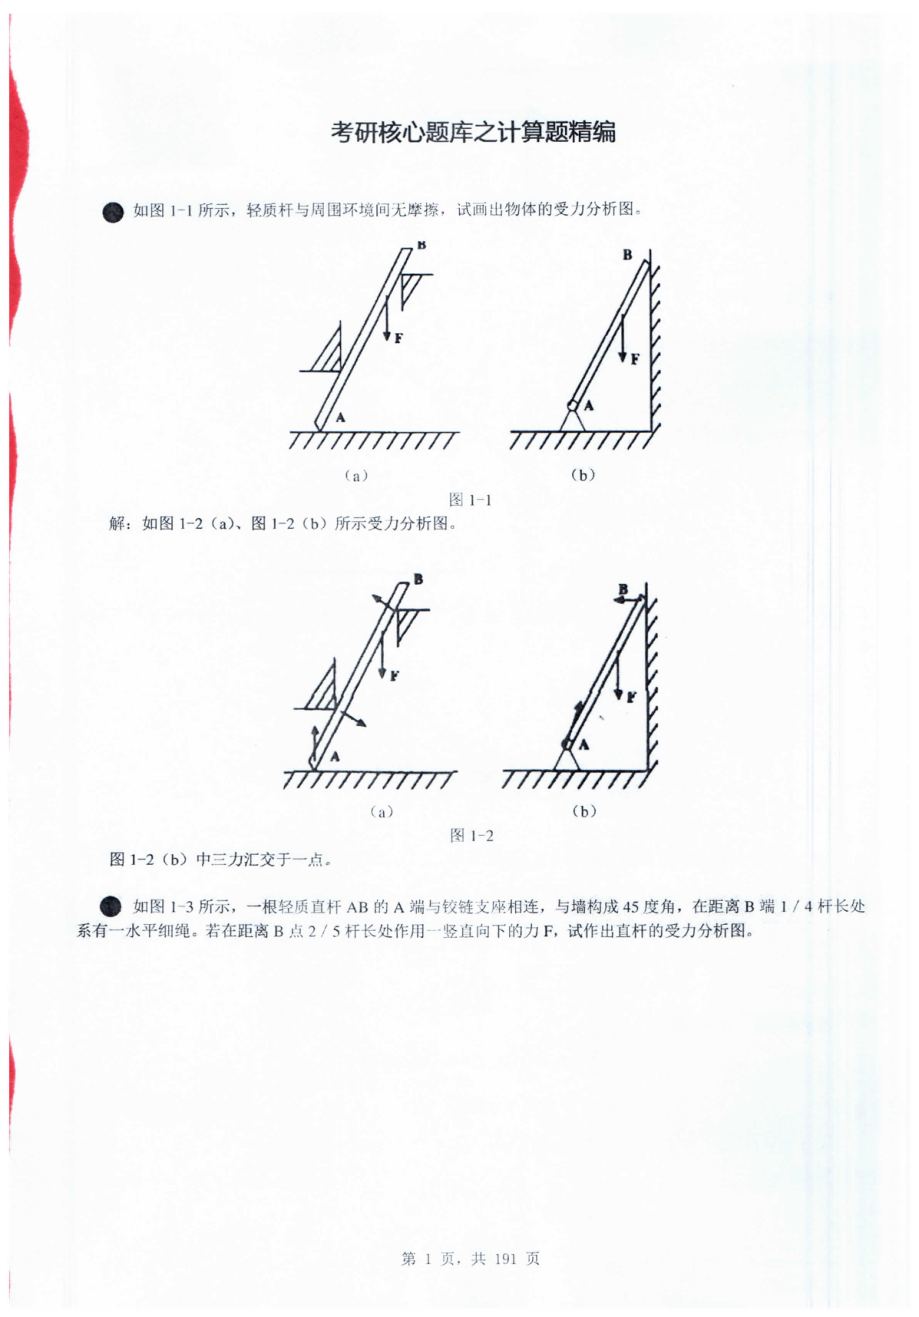 考研核心题库之计算题精编
如图 1-1 所示，轻质杆与周围环境间无摩擦，试画出物体的受力分析图。
B
B
F
F
A
A
（a）
（b）
图 1-1
解：如图 1-2（a）、图 1-2（b）所示受力分析图。
B
B
F
F
A
A
（a）
（b）
图 1-2
图 1-2（b）中三力汇交于一点。
如图 1-3 所示，一根轻质直杆 AB 的 A 端与铰链支座相连，与墙构成 45 度角，在距离 B 端 1／4 杆长处
系有一水平细绳。若在距离 B 点 2／5 杆长处作用一竖直向下的力 F，试作出直杆的受力分析图。
第 1 页，共 191 页